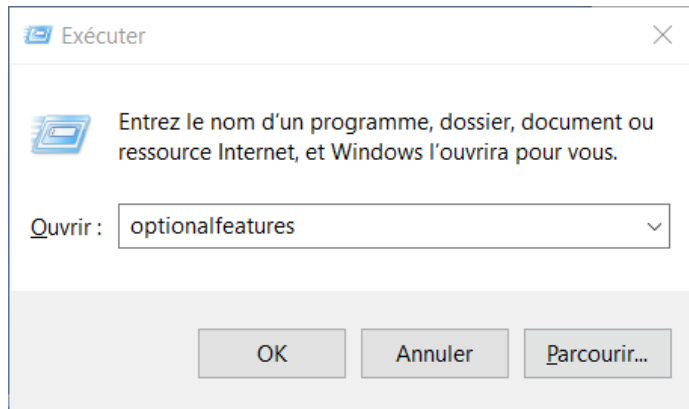 Exécuter
Entrez le nom d'un programme, dossier, document ou
ressource Internet, et Windows l'ouvrira pour vous.
Ouvrir : optionalfeatures
OK Annuler Parcourir...